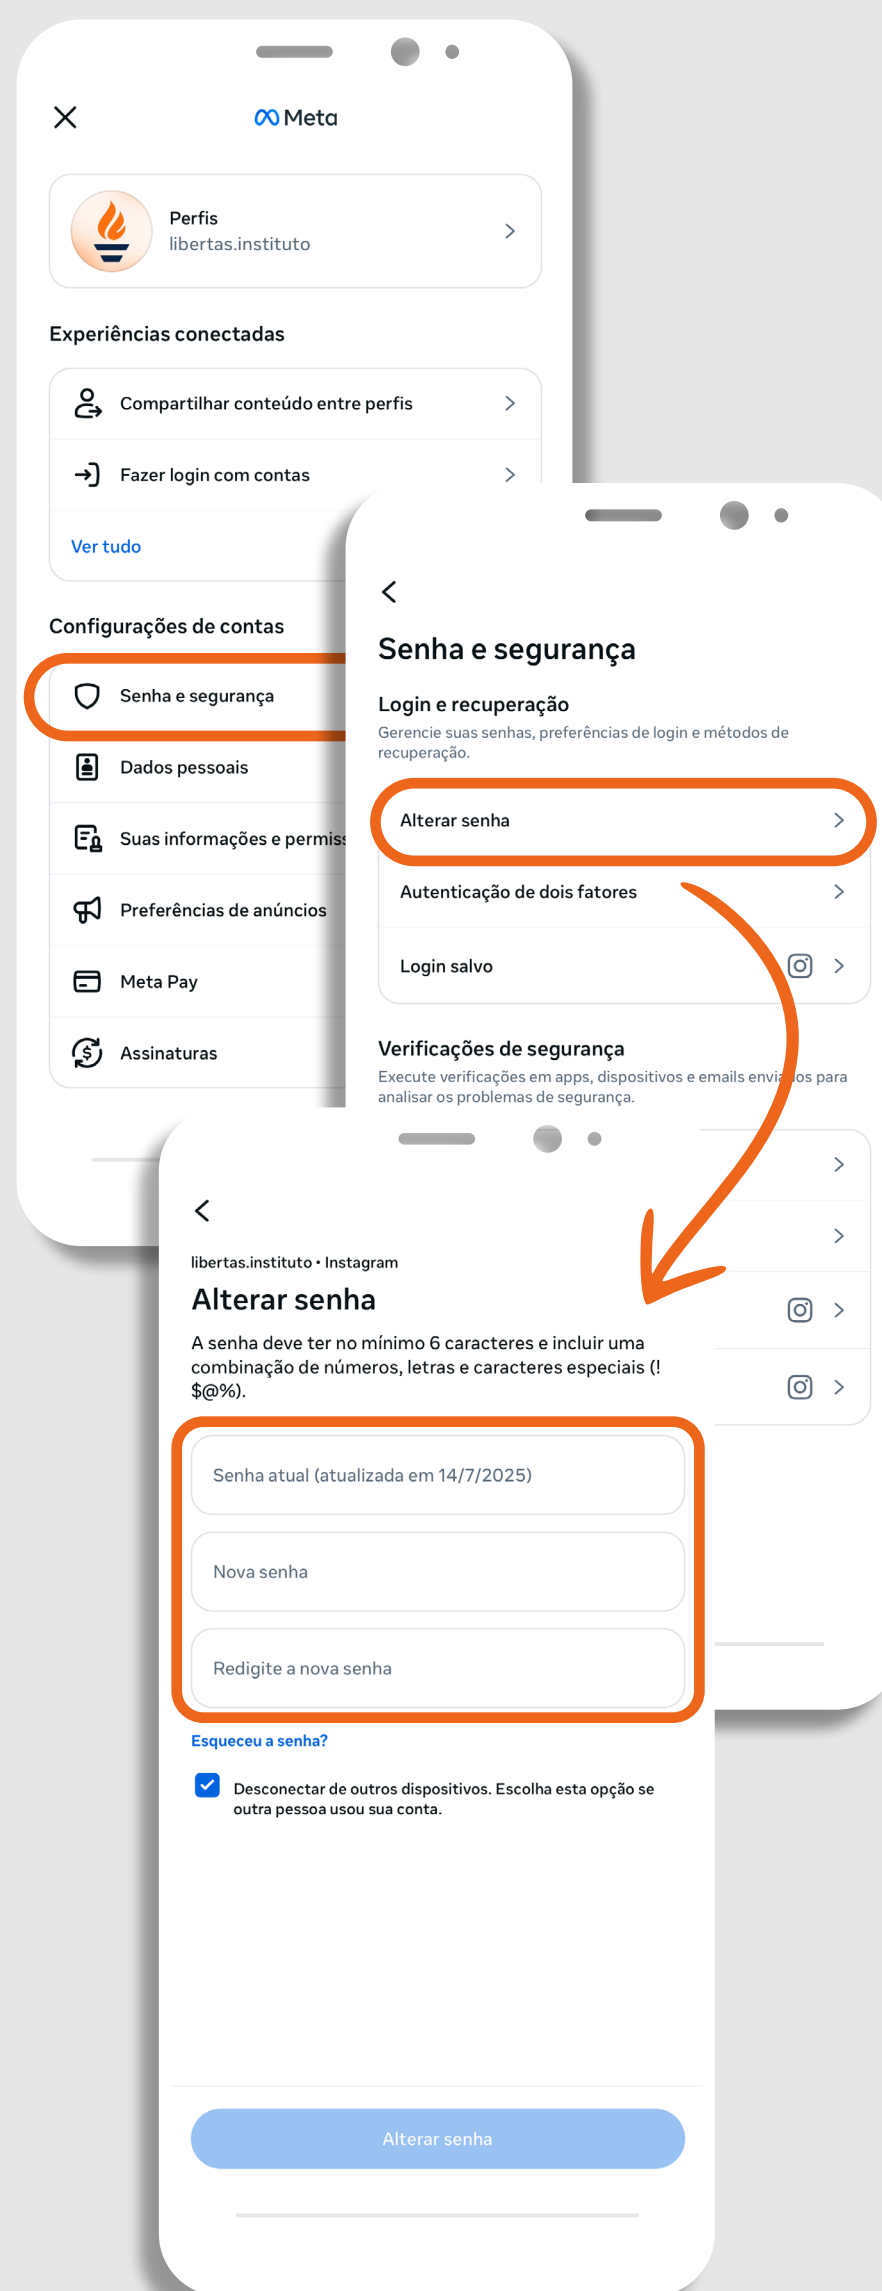 Meta
Perfis
libertas.instituto
Experiências conectadas
Compartilhar conteúdo entre perfis
Fazer login com contas
Ver tudo
Configurações de contas
Senha e segurança
Dados pessoais
Suas informações e permiss
Preferências de anúncios
Meta Pay
Assinaturas
Senha e segurança
Login e recuperação
Gerencie suas senhas, preferências de login e métodos de
recuperação.
Alterar senha
Autenticação de dois fatores
Login salvo
Verificações de segurança
Execute verificações em apps, dispositivos e emails enviados para
analisar os problemas de segurança.
libertas.instituto • Instagram
Alterar senha
A senha deve ter no mínimo 6 caracteres e incluir uma
combinação de números, letras e caracteres especiais (!
$@%).
Senha atual (atualizada em 14/7/2025)
Nova senha
Redigite a nova senha
Esqueceu a senha?
Desconectar de outros dispositivos. Escolha esta opção se
outra pessoa usou sua conta.
Alterar senha